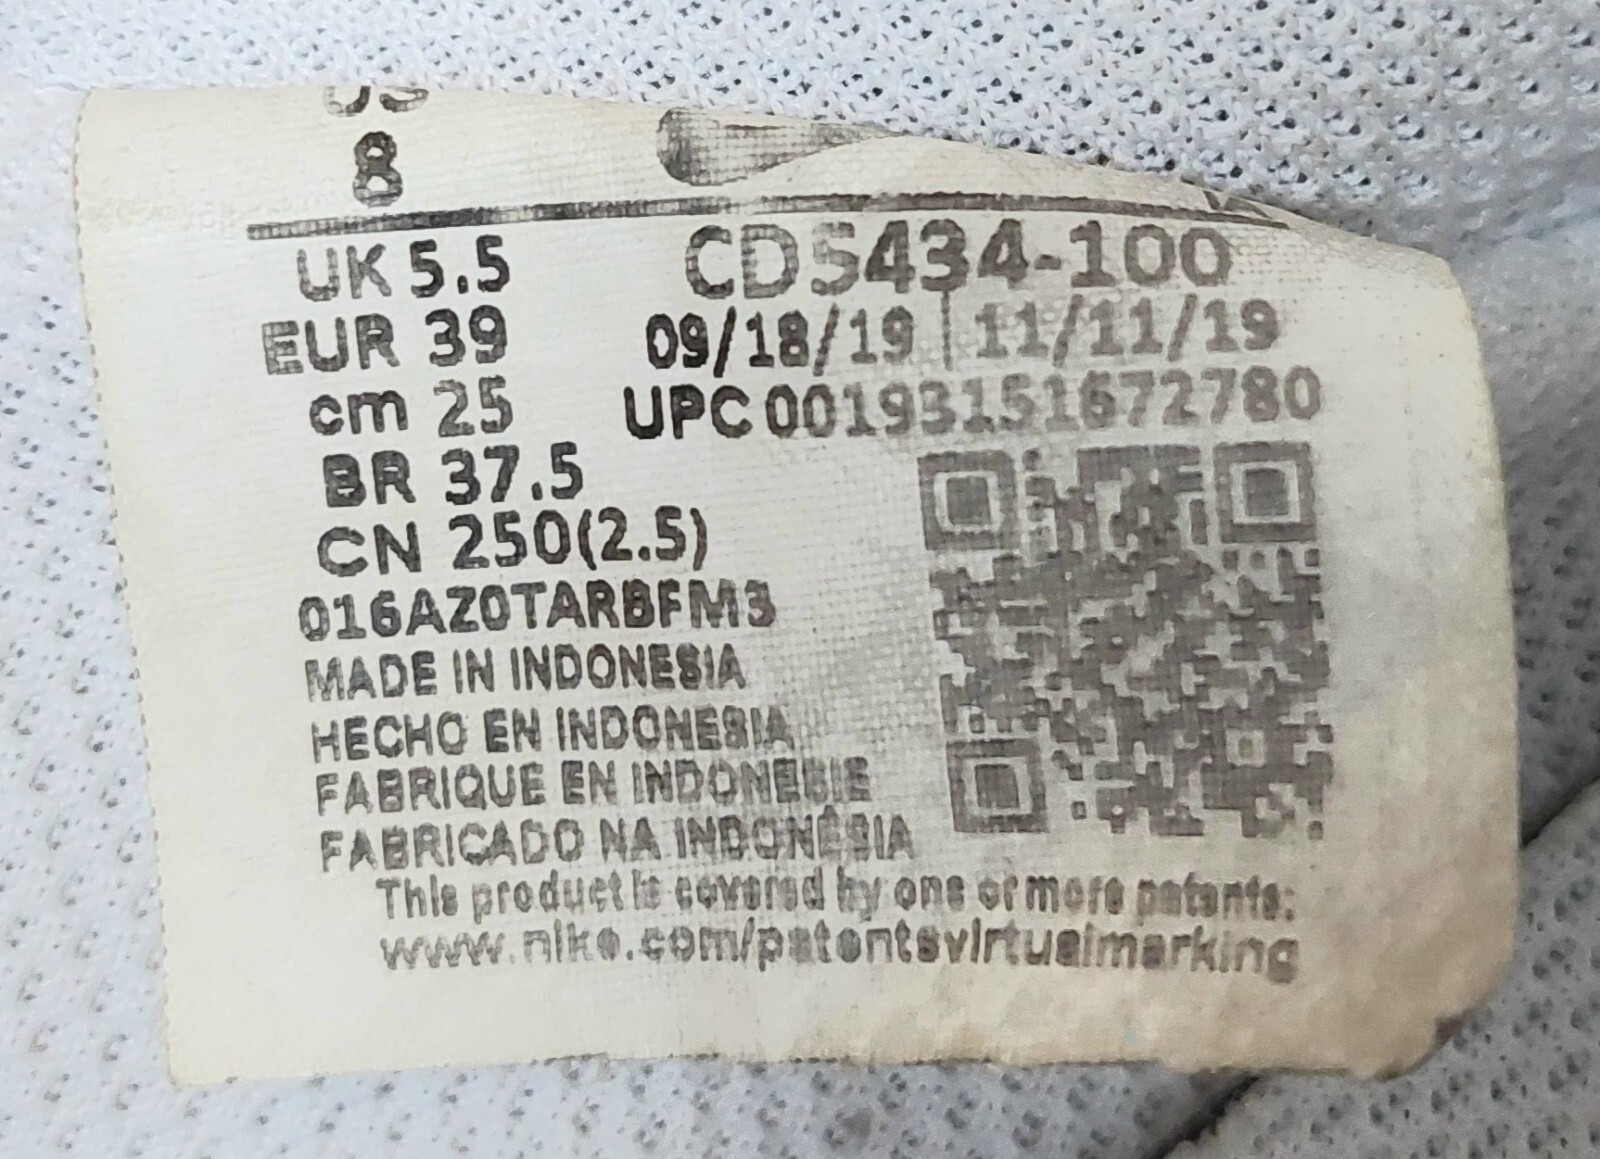 US
8
UK 5.5
EUR 39
cm 25
BR 37.5
CN 250(2.5)
016AZ0TARBFM3
MADE IN INDONESIA
HECHO EN INDONESIA
FABRIQUE EN INDONESIE
FABRICADO NA INDONÉSIA
CD5434-100
09/18/19 | 11/11/19
UPC 00193151672780
This product is covered by one or more patents:
www.nike.com/patentsvirtualmarking